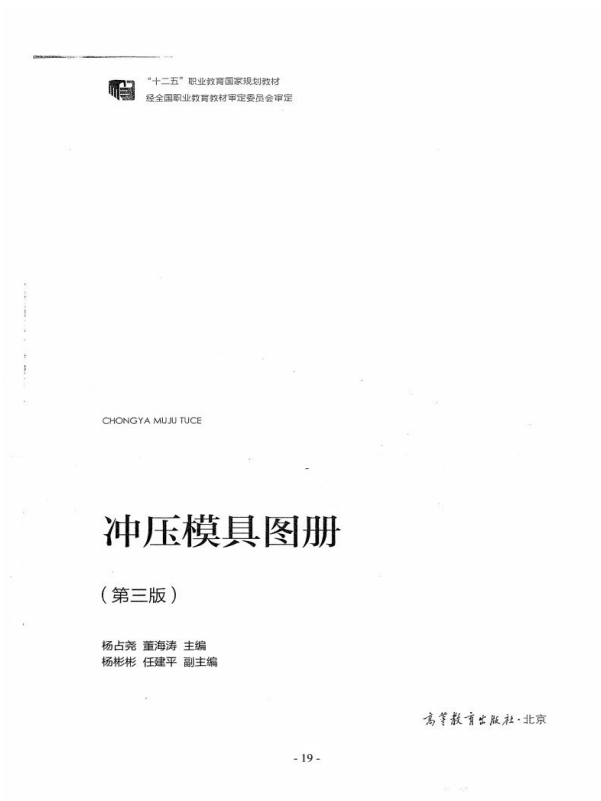 “十二五”职业教育国家规划教材
经全国职业教育教材审定委员会审定
CHONGYA MUJU TUCE
冲压模具图册
（第三版）
杨占尧 董海涛 主编
杨彬彬 任建平 副主编
高等教育出版社·北京
- 19 -